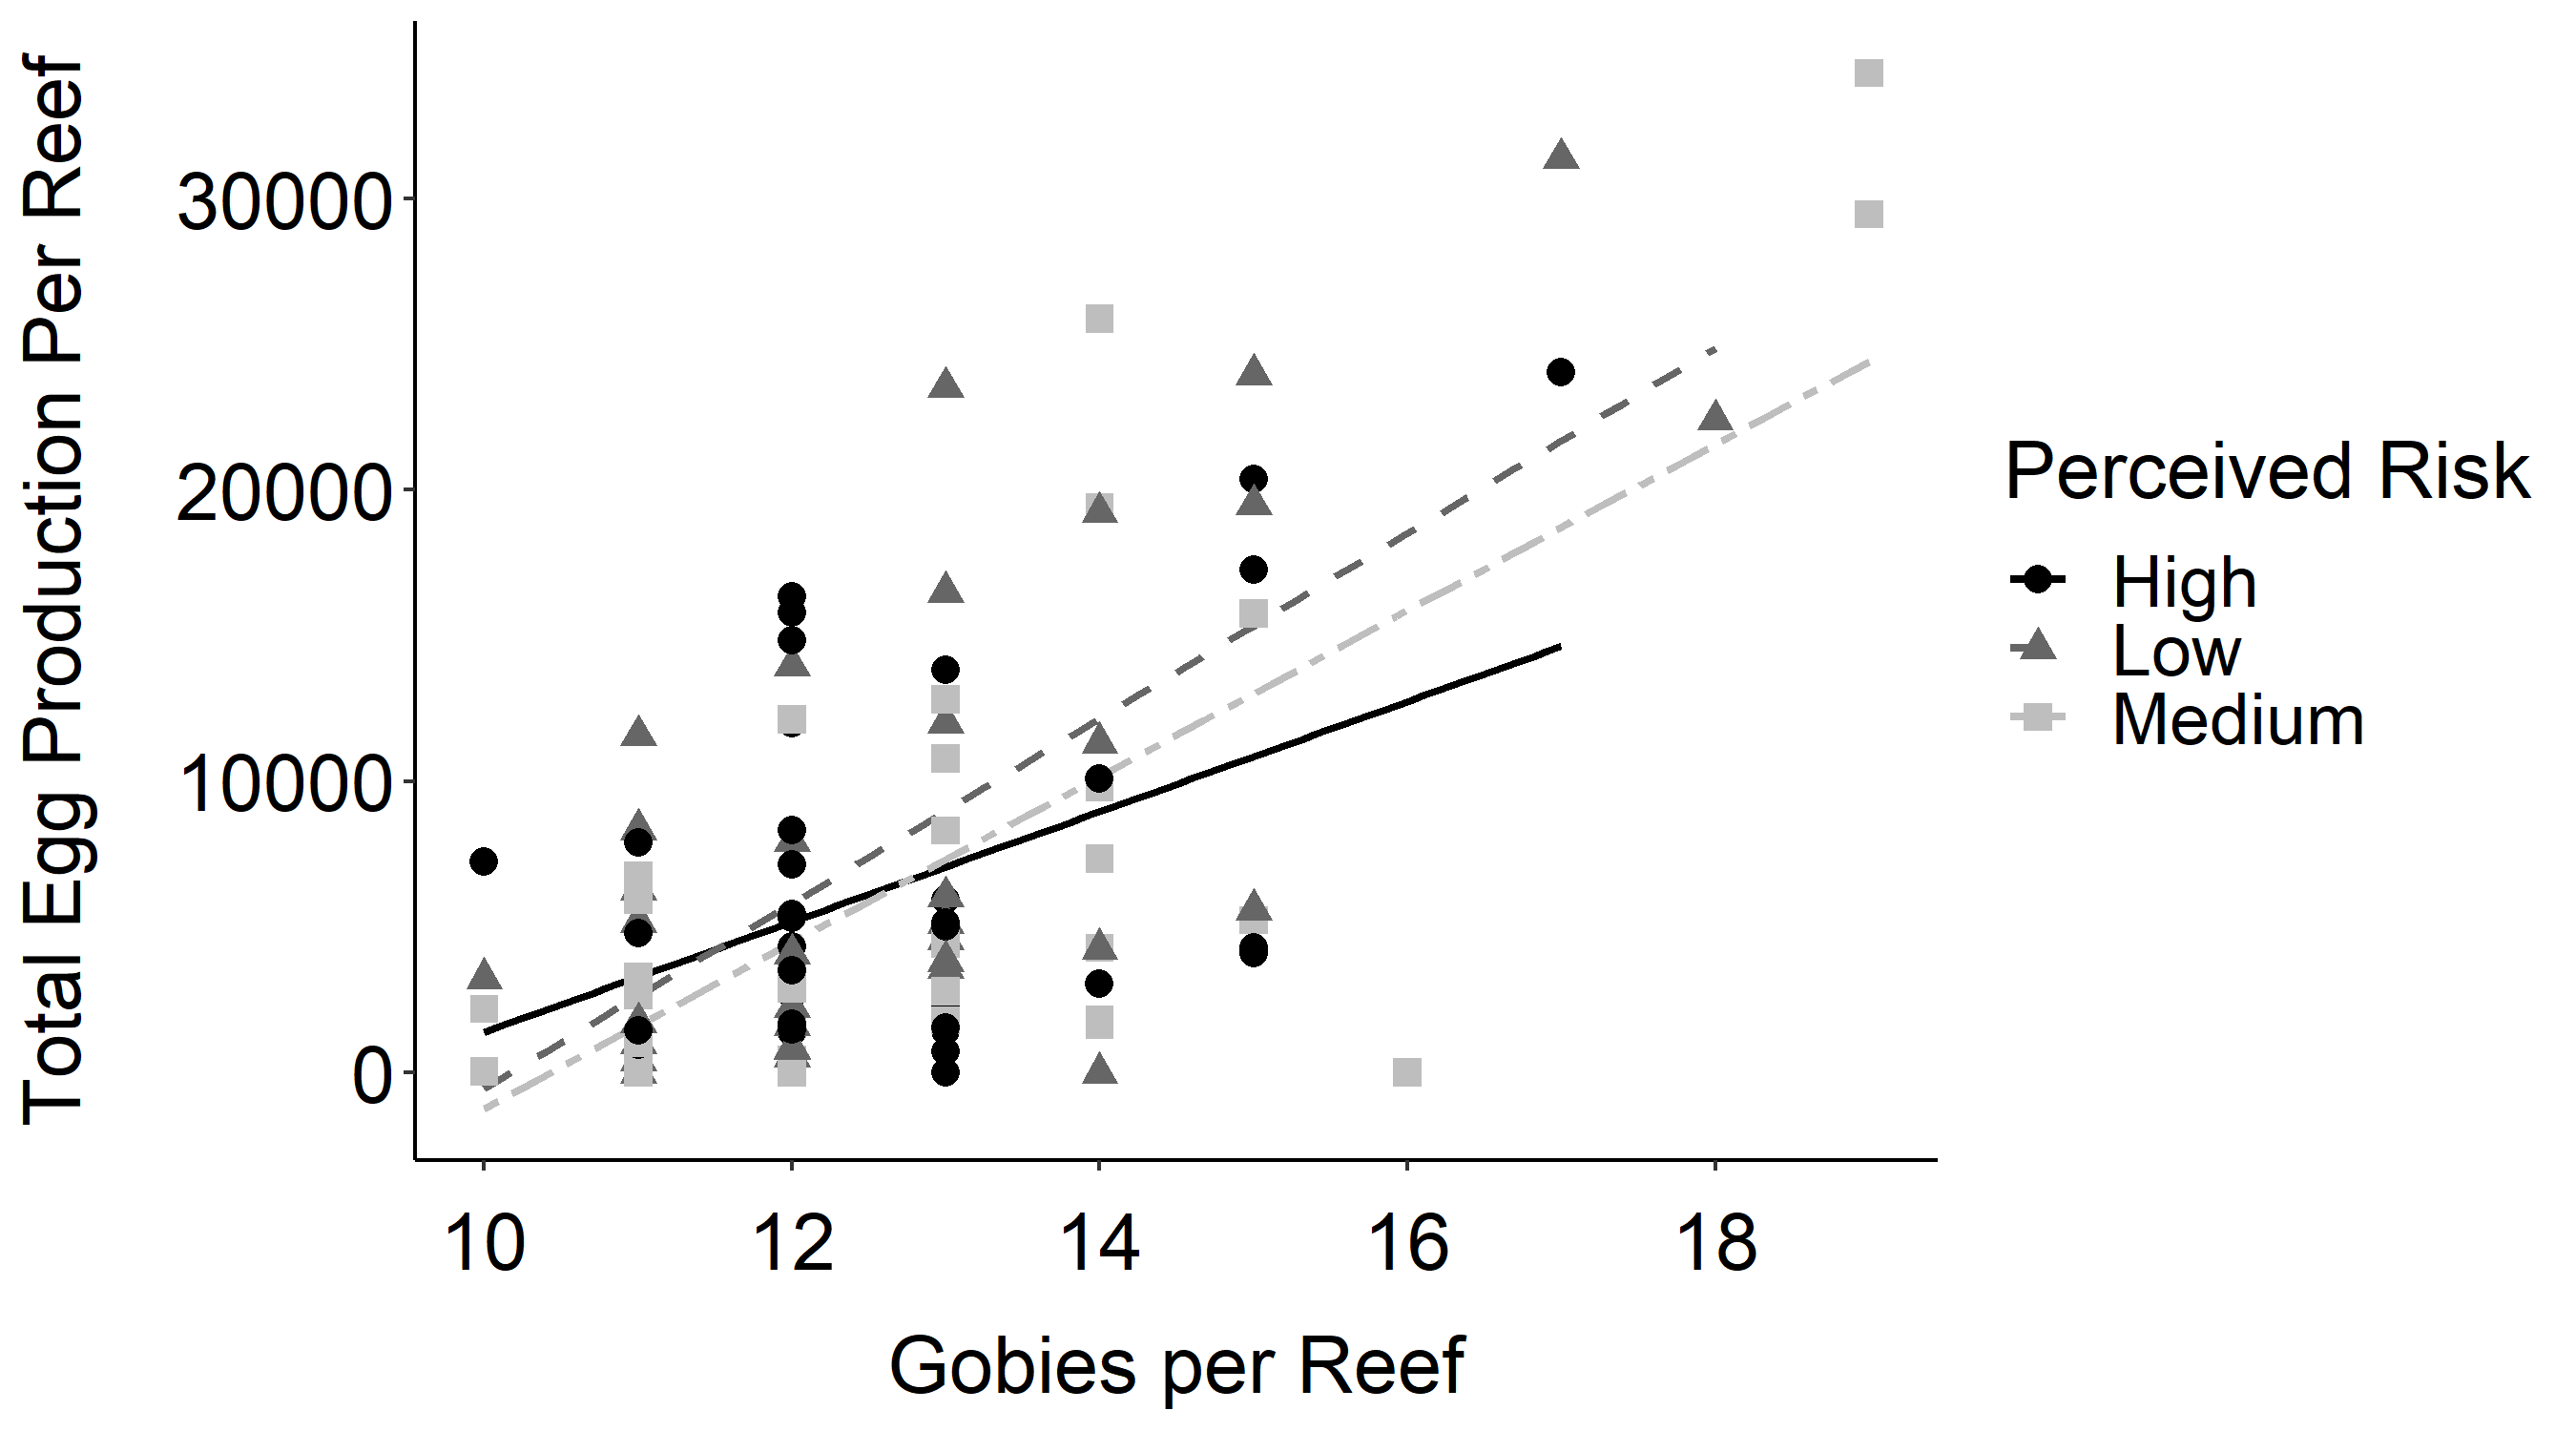 Total Egg Production Per Reef
30000
20000
10000
0
10 12 14 16 18
Gobies per Reef
Perceived Risk
High
Low
Medium